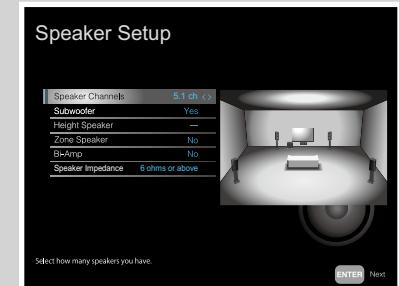 Speaker Setup
Speaker Channels 5.1 ch <>
Subwoofer Yes
Height Speaker —
Zone Speaker No
Bi-Amp No
Speaker Impedance 6 ohms or above
Select how many speakers you have.
ENTER Next